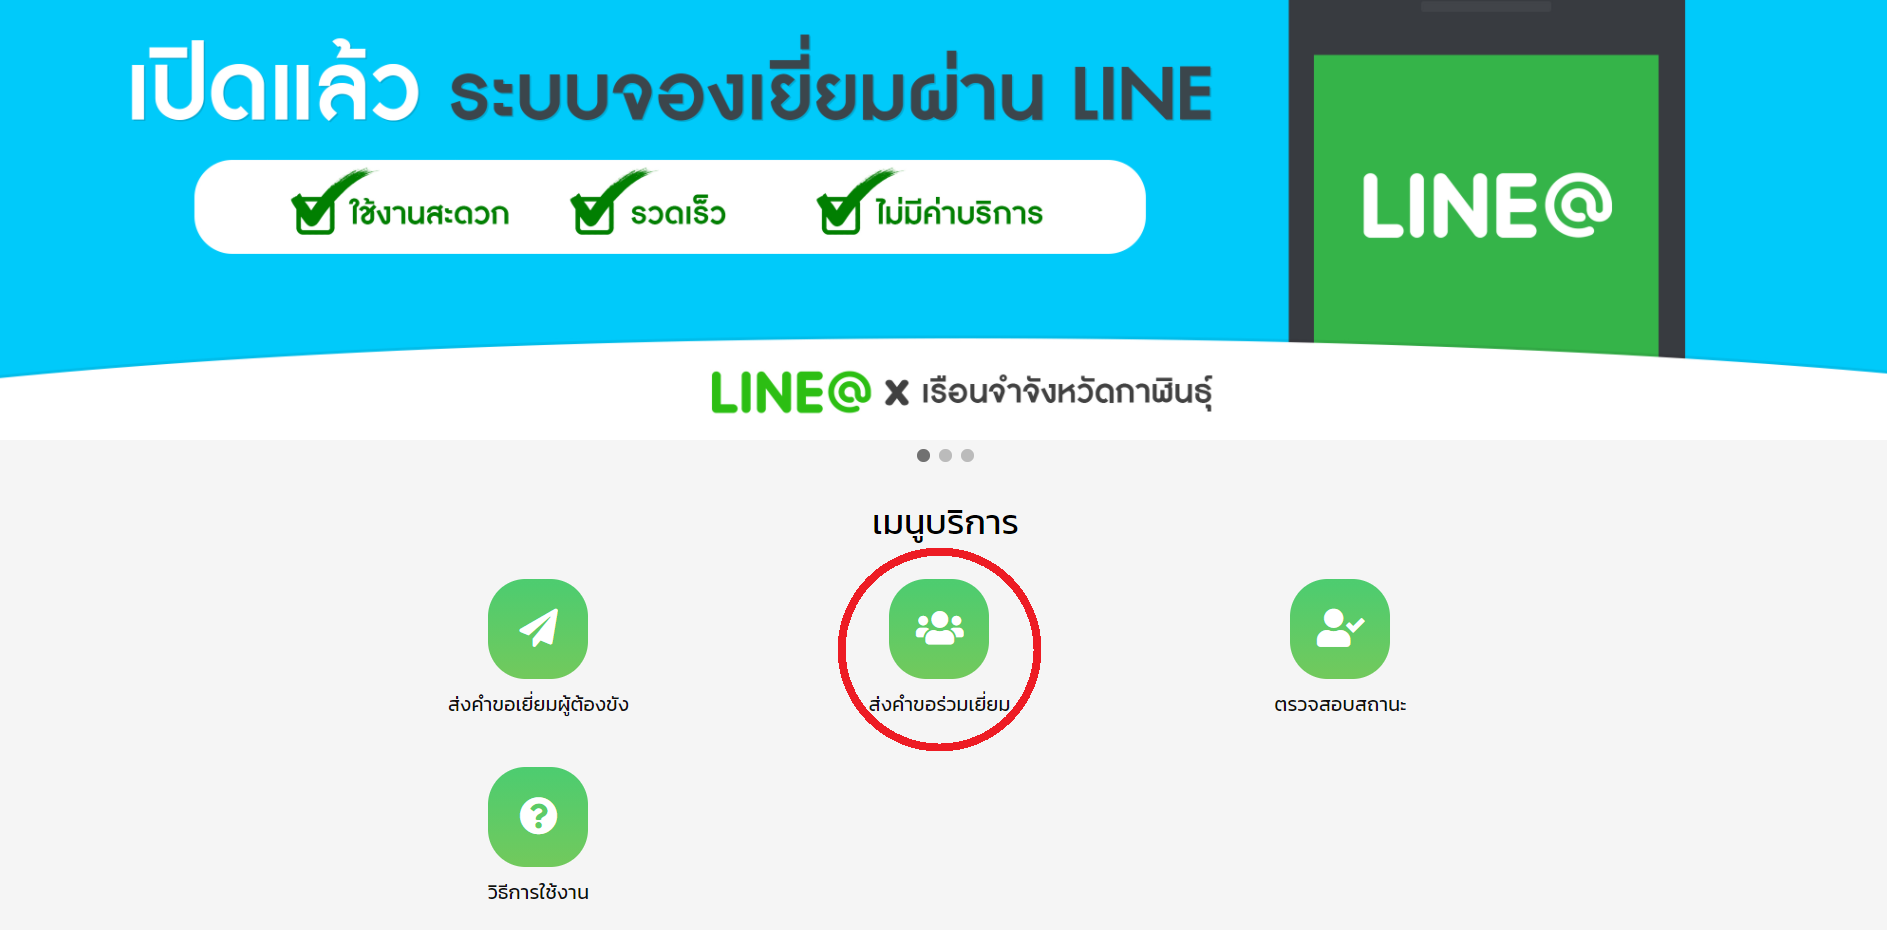 เปิดแล้ว ระบบจองเยี่ยมผ่าน LINE
ใช้งานสะดวก รวดเร็ว ไม่มีค่าบริการ
LINE@
LINE@ x เรือนจำจังหวัดกาฬสินธุ์
เมนูบริการ
ส่งคำขอเยี่ยมผู้ต้องขัง
ส่งคำขอร่วมเยี่ยม
ตรวจสอบสถานะ
วิธีการใช้งาน